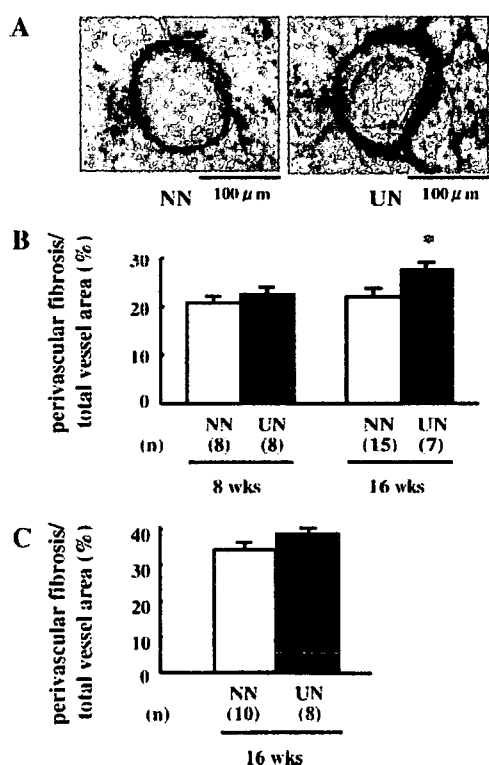 A
NN 100 μm UN 100 μm
B
perivascular fibrosis/
total vessel area (%)
30
20
10
0
*
NN UN NN UN
(n) (8) (8) (15) (7)
8 wks 16 wks
C
perivascular fibrosis/
total vessel area (%)
40
30
20
10
0
NN UN
(n) (10) (8)
16 wks